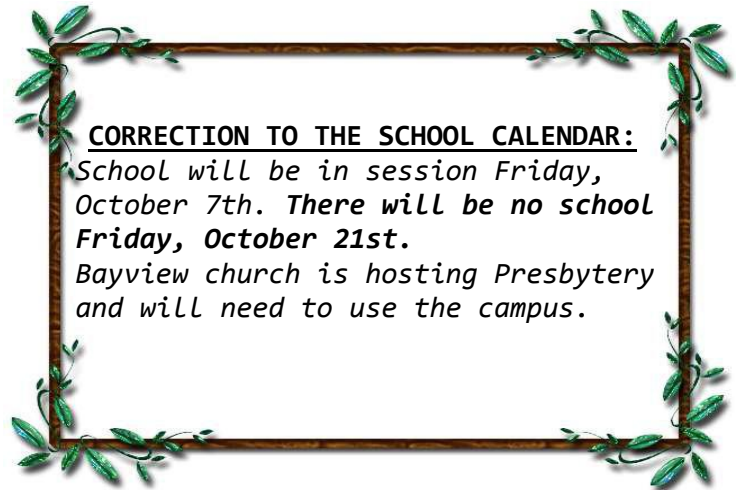 CORRECTION TO THE SCHOOL CALENDAR:
School will be in session Friday,
October 7th. There will be no school
Friday, October 21st.
Bayview church is hosting Presbytery
and will need to use the campus.